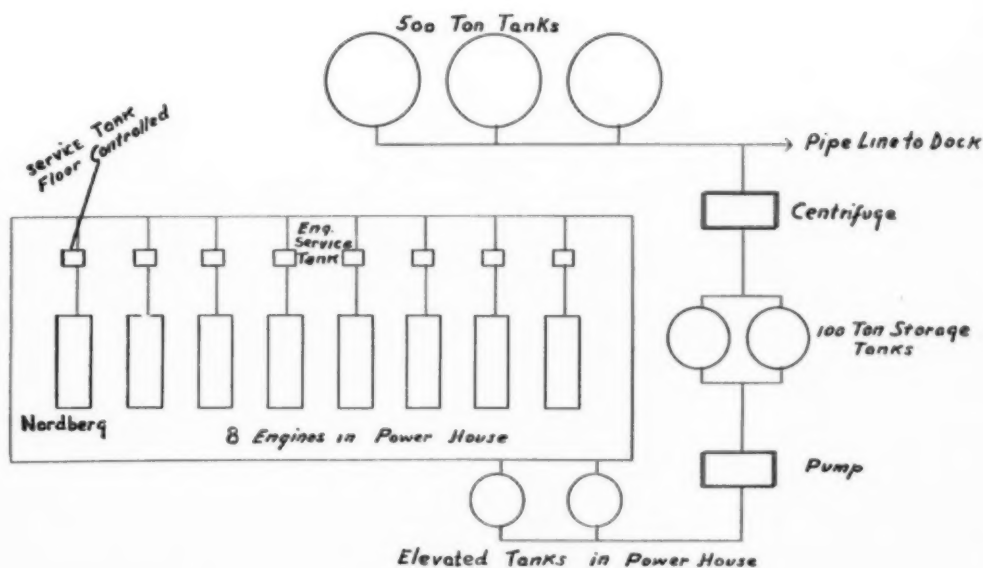 500 Ton Tanks
Pipe Line to Dock
Service Tank
Floor Controlled
Centrifuge
Eng.
Service
Tank
100 Ton Storage
Tanks
Nordberg
8 Engines in Power House
Pump
Elevated Tanks in Power House